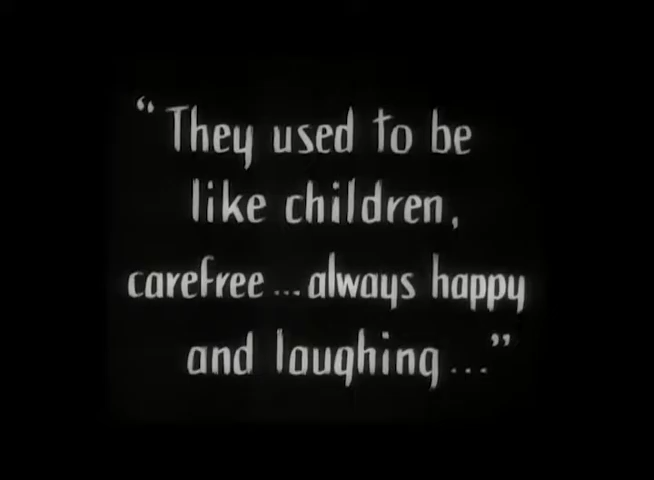 “They used to be
like children,
carefree...always happy
and laughing...”